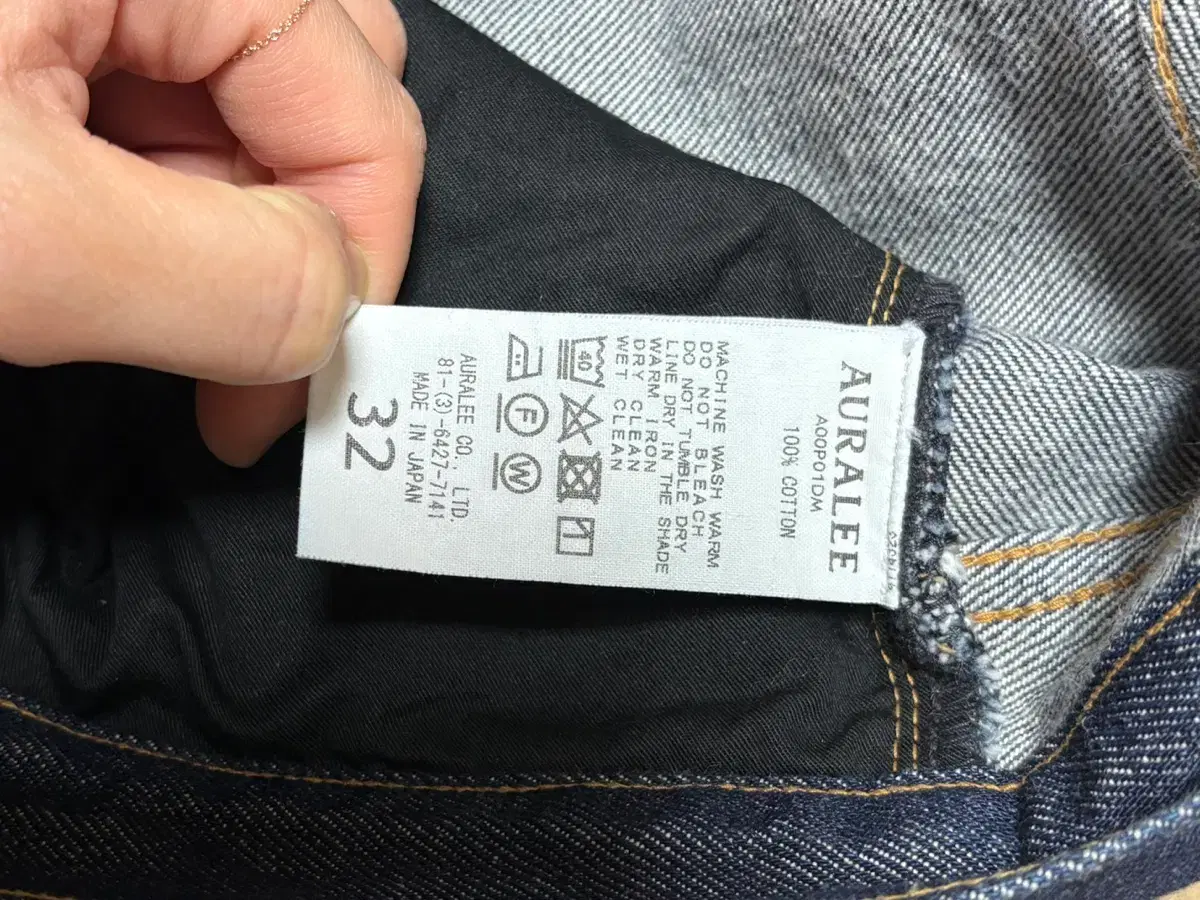 AURALEE
A00P01DM
100% COTTON
MACHINE WASH WARM
DO NOT BLEACH
DO NOT TUMBLE DRY
LINE DRY IN THE SHADE
WARM IRON
DRY CLEAN
WET CLEAN
40
F
W
AURALEE CO., LTD.
81-(3)-6427-7141
MADE IN JAPAN
32